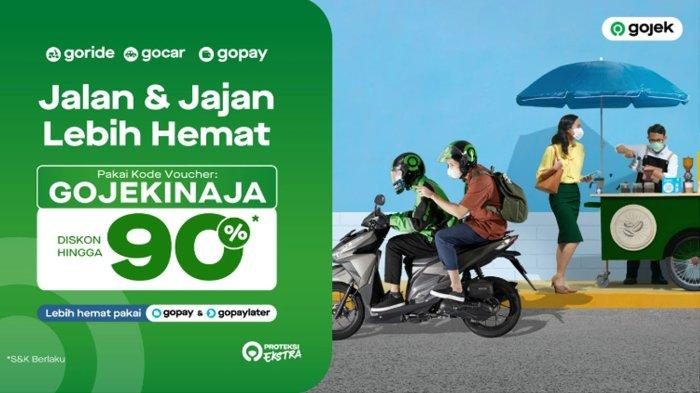 goride gocar gopay
Jalan & Jajan
Lebih Hemat
Pakai Kode Voucher:
GOJEKINAJA
DISKON
HINGGA
90%*
Lebih hemat pakai gopay & gopaylater
*S&K Berlaku
PROTEKSI
EKSTRA
gojek